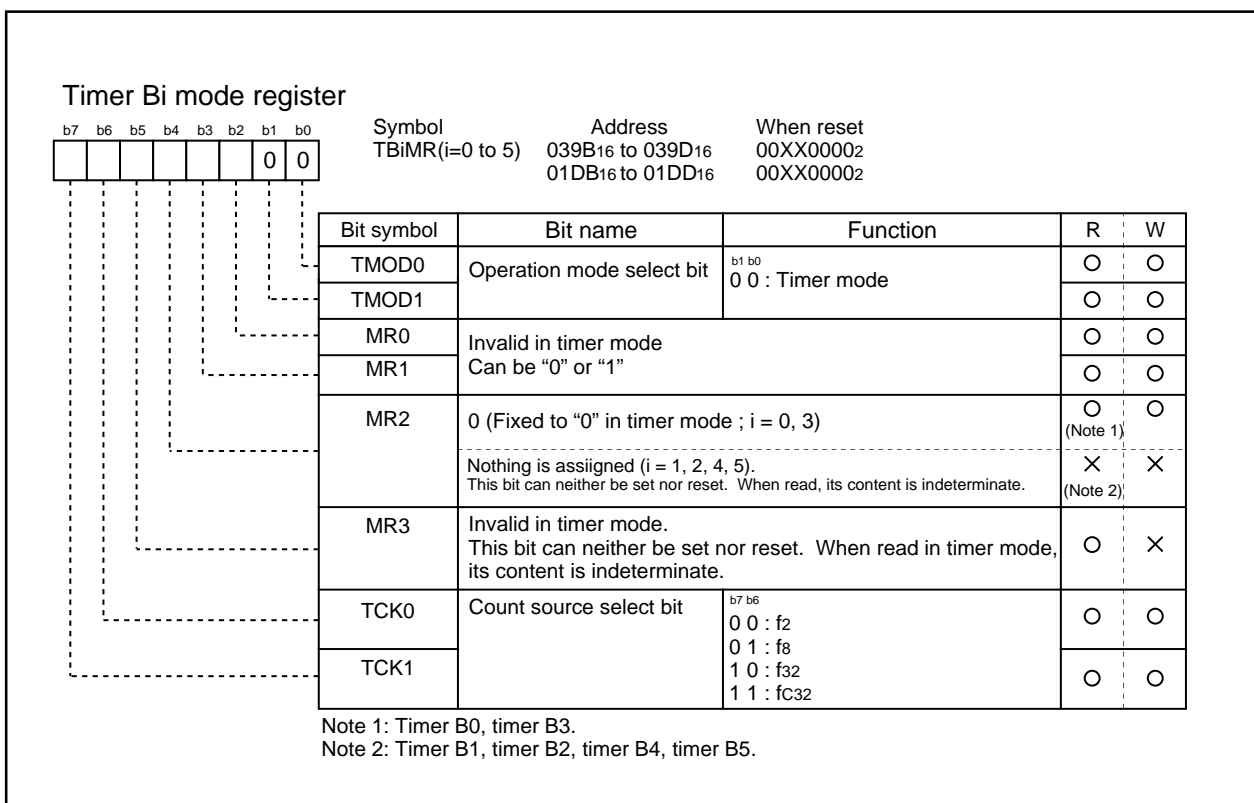 Timer Bi mode register
b7 b6 b5 b4 b3 b2 b1 b0
0 0
Symbol Address When reset
TBiMR(i=0 to 5) 039B16 to 039D16 00XX00002
01DB16 to 01DD16 00XX00002
Bit symbol Bit name Function R W
TMOD0 Operation mode select bit b1 b0
0 0 : Timer mode
TMOD1
MR0 Invalid in timer mode
MR1 Can be “0” or “1”
MR2 0 (Fixed to “0” in timer mode ; i = 0, 3)
(Note 1)
Nothing is assiigned (i = 1, 2, 4, 5).
This bit can neither be set nor reset. When read, its content is indeterminate.
(Note 2)
MR3 Invalid in timer mode.
This bit can neither be set nor reset. When read in timer mode,
its content is indeterminate.
TCK0 Count source select bit b7 b6
0 0 : f2
0 1 : f8
TCK1 1 0 : f32
1 1 : fC32
Note 1: Timer B0, timer B3.
Note 2: Timer B1, timer B2, timer B4, timer B5.